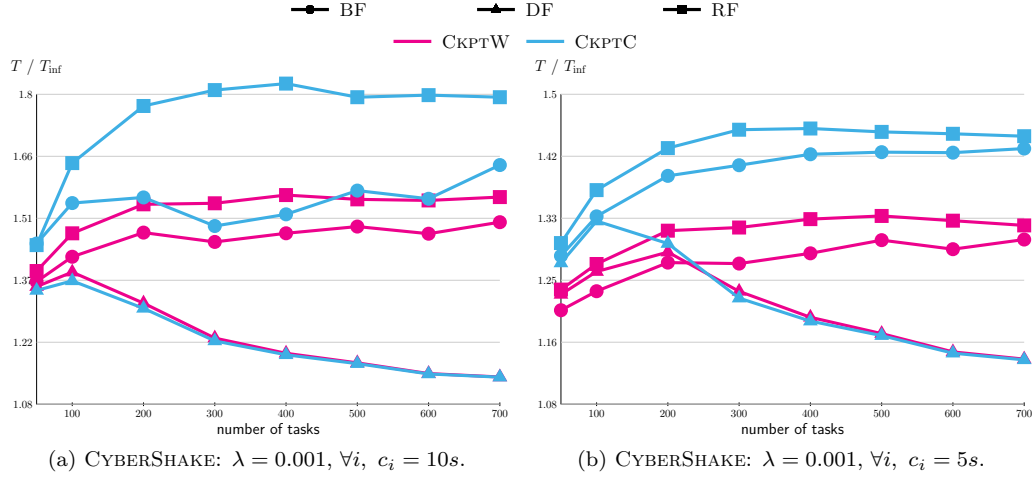 BF DF RF
CKPTW CKPTC
T / T_inf
1.8
1.66
1.51
1.37
1.22
1.08
100 200 300 400 500 600 700
number of tasks
(a) CYBERSHAKE: λ = 0.001, ∀i, c_i = 10s.
T / T_inf
1.5
1.42
1.33
1.25
1.16
1.08
100 200 300 400 500 600 700
number of tasks
(b) CYBERSHAKE: λ = 0.001, ∀i, c_i = 5s.